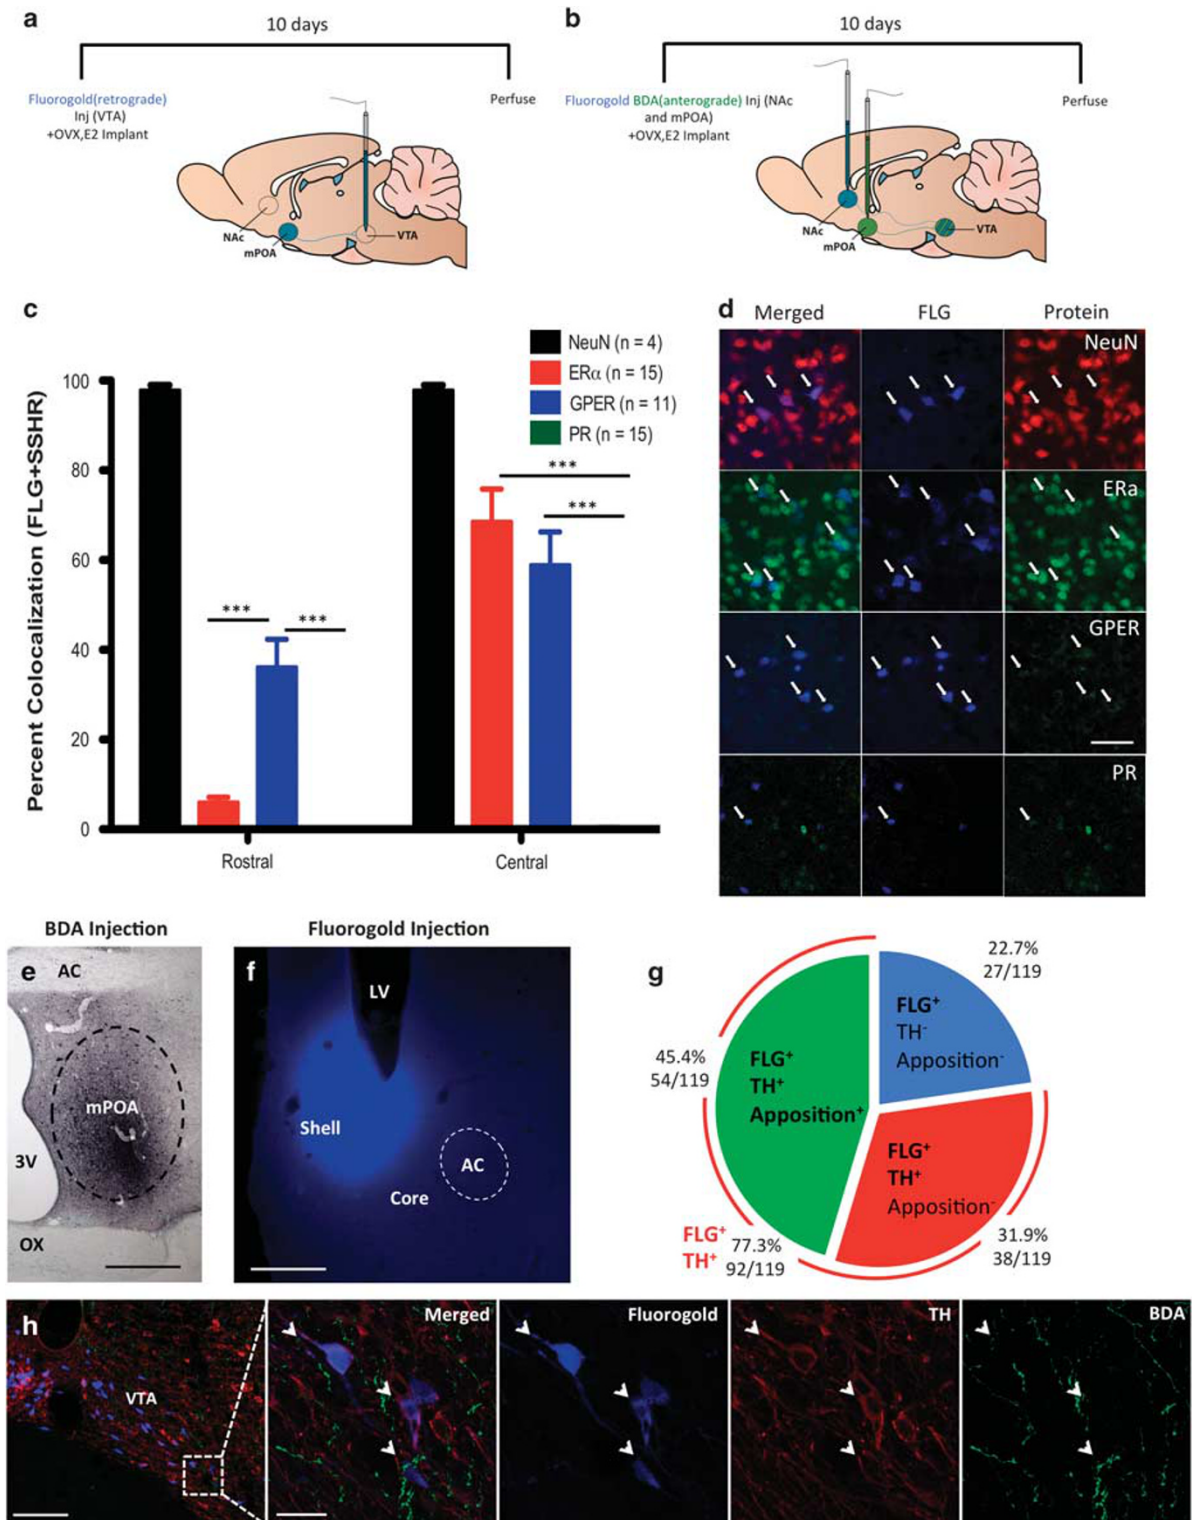 a
10 days
Fluorogold(retrograde)
Inj (VTA)
+OVX,E2 Implant
Perfuse
NAc
mPOA
VTA
b
10 days
Fluorogold BDA(anterograde) Inj (NAc
and mPOA)
+OVX,E2 Implant
Perfuse
NAc
mPOA
VTA
c
Percent Colocalization (FLG+SSHR)
100
80
60
40
20
0
NeuN (n = 4)
ERα (n = 15)
GPER (n = 11)
PR (n = 15)
***
***
***
***
Rostral
Central
d
Merged FLG Protein
NeuN
ERa
GPER
PR
BDA Injection
e
AC
mPOA
3V
OX
Fluorogold Injection
f
LV
Shell
AC
Core
g
22.7%
27/119
FLG⁺
TH⁻
Apposition⁻
45.4%
54/119
FLG⁺
TH⁺
Apposition⁺
FLG⁺
TH⁺
Apposition⁻
31.9%
38/119
FLG⁺
TH⁺
77.3%
92/119
h
VTA
Merged
Fluorogold
TH
BDA